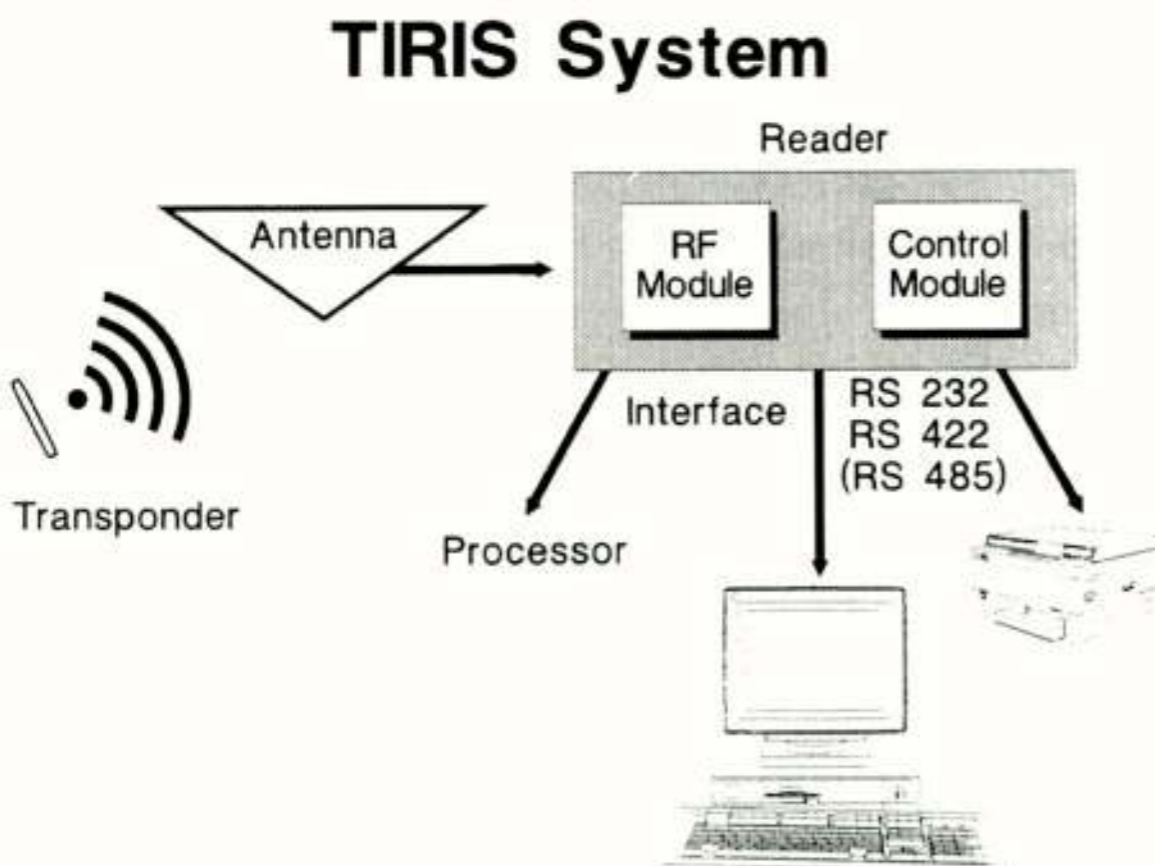 TIRIS System
Reader
Antenna
RF
Module
Control
Module
Interface
RS 232
RS 422
(RS 485)
Transponder
Processor